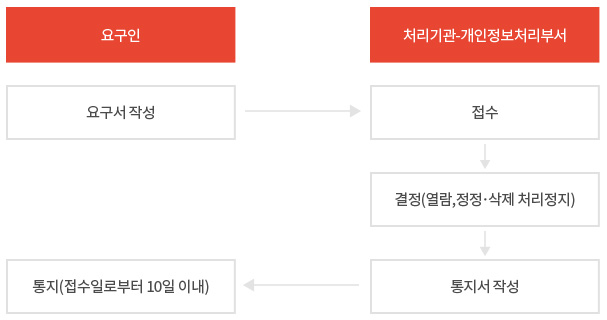 요구인
처리기관-개인정보처리부서
요구서 작성
접수
결정(열람,정정·삭제 처리정지)
통지(접수일로부터 10일 이내)
통지서 작성